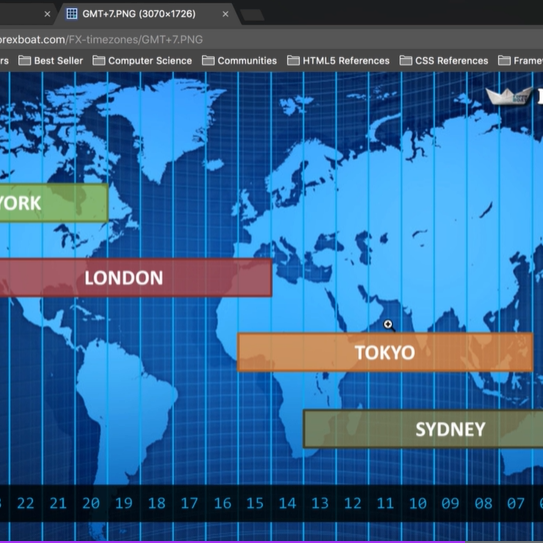 GMT+7.PNG (3070×1726)
orexboat.com/FX-timezones/GMT+7.PNG
rs Best Seller Computer Science Communities HTML5 References CSS References Frame
YORK
LONDON
TOKYO
SYDNEY
22 21 20 19 18 17 16 15 14 13 12 11 10 09 08 07